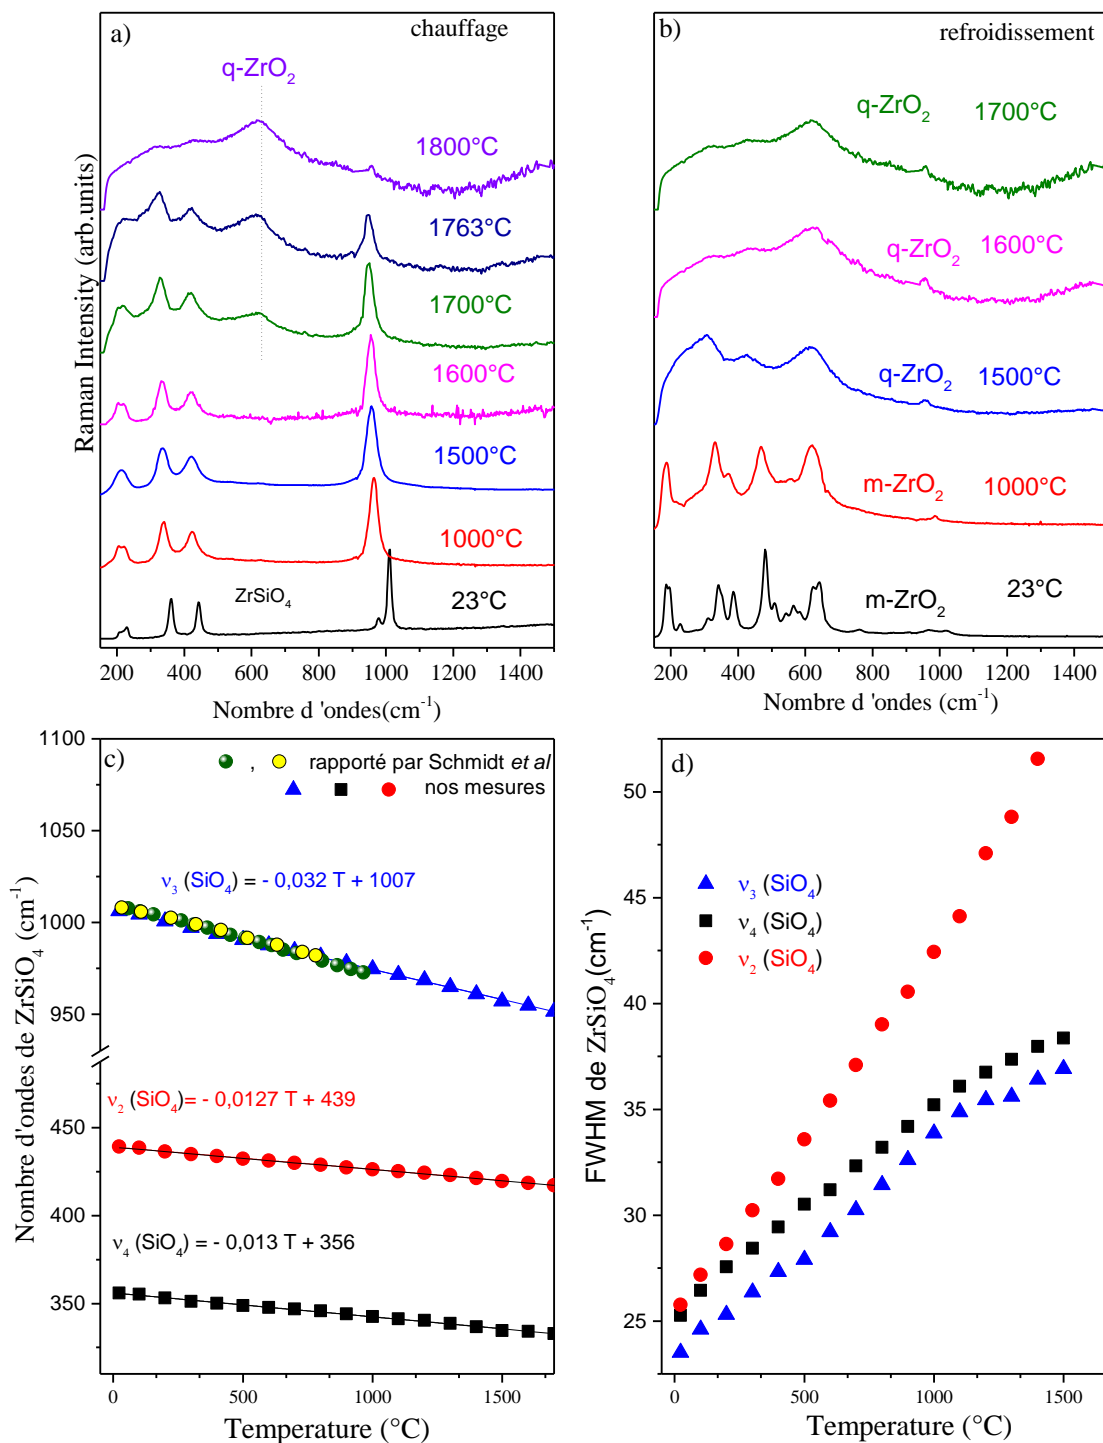 a)
chauffage
q-ZrO₂
1800°C
1763°C
1700°C
1600°C
1500°C
1000°C
ZrSiO₄
23°C
Raman Intensity (arb.units)
200 400 600 800 1000 1200 1400
Nombre d 'ondes(cm⁻¹)
b)
refroidissement
q-ZrO₂ 1700°C
q-ZrO₂ 1600°C
q-ZrO₂ 1500°C
m-ZrO₂ 1000°C
m-ZrO₂ 23°C
200 400 600 800 1000 1200 1400
Nombre d 'ondes (cm⁻¹)
c)
, rapporté par Schmidt et al
nos mesures
ν₃ (SiO₄) = - 0,032 T + 1007
ν₂ (SiO₄)= - 0,0127 T + 439
ν₄ (SiO₄) = - 0,013 T + 356
1100
1050
1000
950
450
400
350
Nombre d'ondes de ZrSiO₄ (cm⁻¹)
0 500 1000 1500
Temperature (°C)
d)
ν₃ (SiO₄)
ν₄ (SiO₄)
ν₂ (SiO₄)
50
45
40
35
30
25
FWHM de ZrSiO₄(cm⁻¹)
0 500 1000 1500
Temperature (°C)